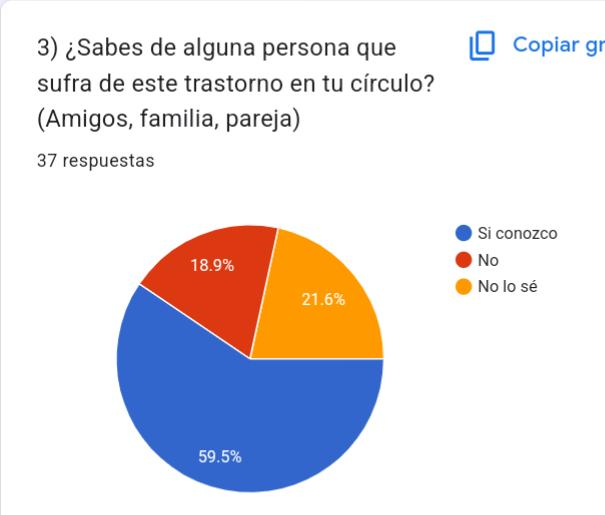 3) ¿Sabes de alguna persona que
sufra de este trastorno en tu círculo?
(Amigos, familia, pareja)
Copiar gr
37 respuestas
Si conozco
No
No lo sé
18.9%
21.6%
59.5%